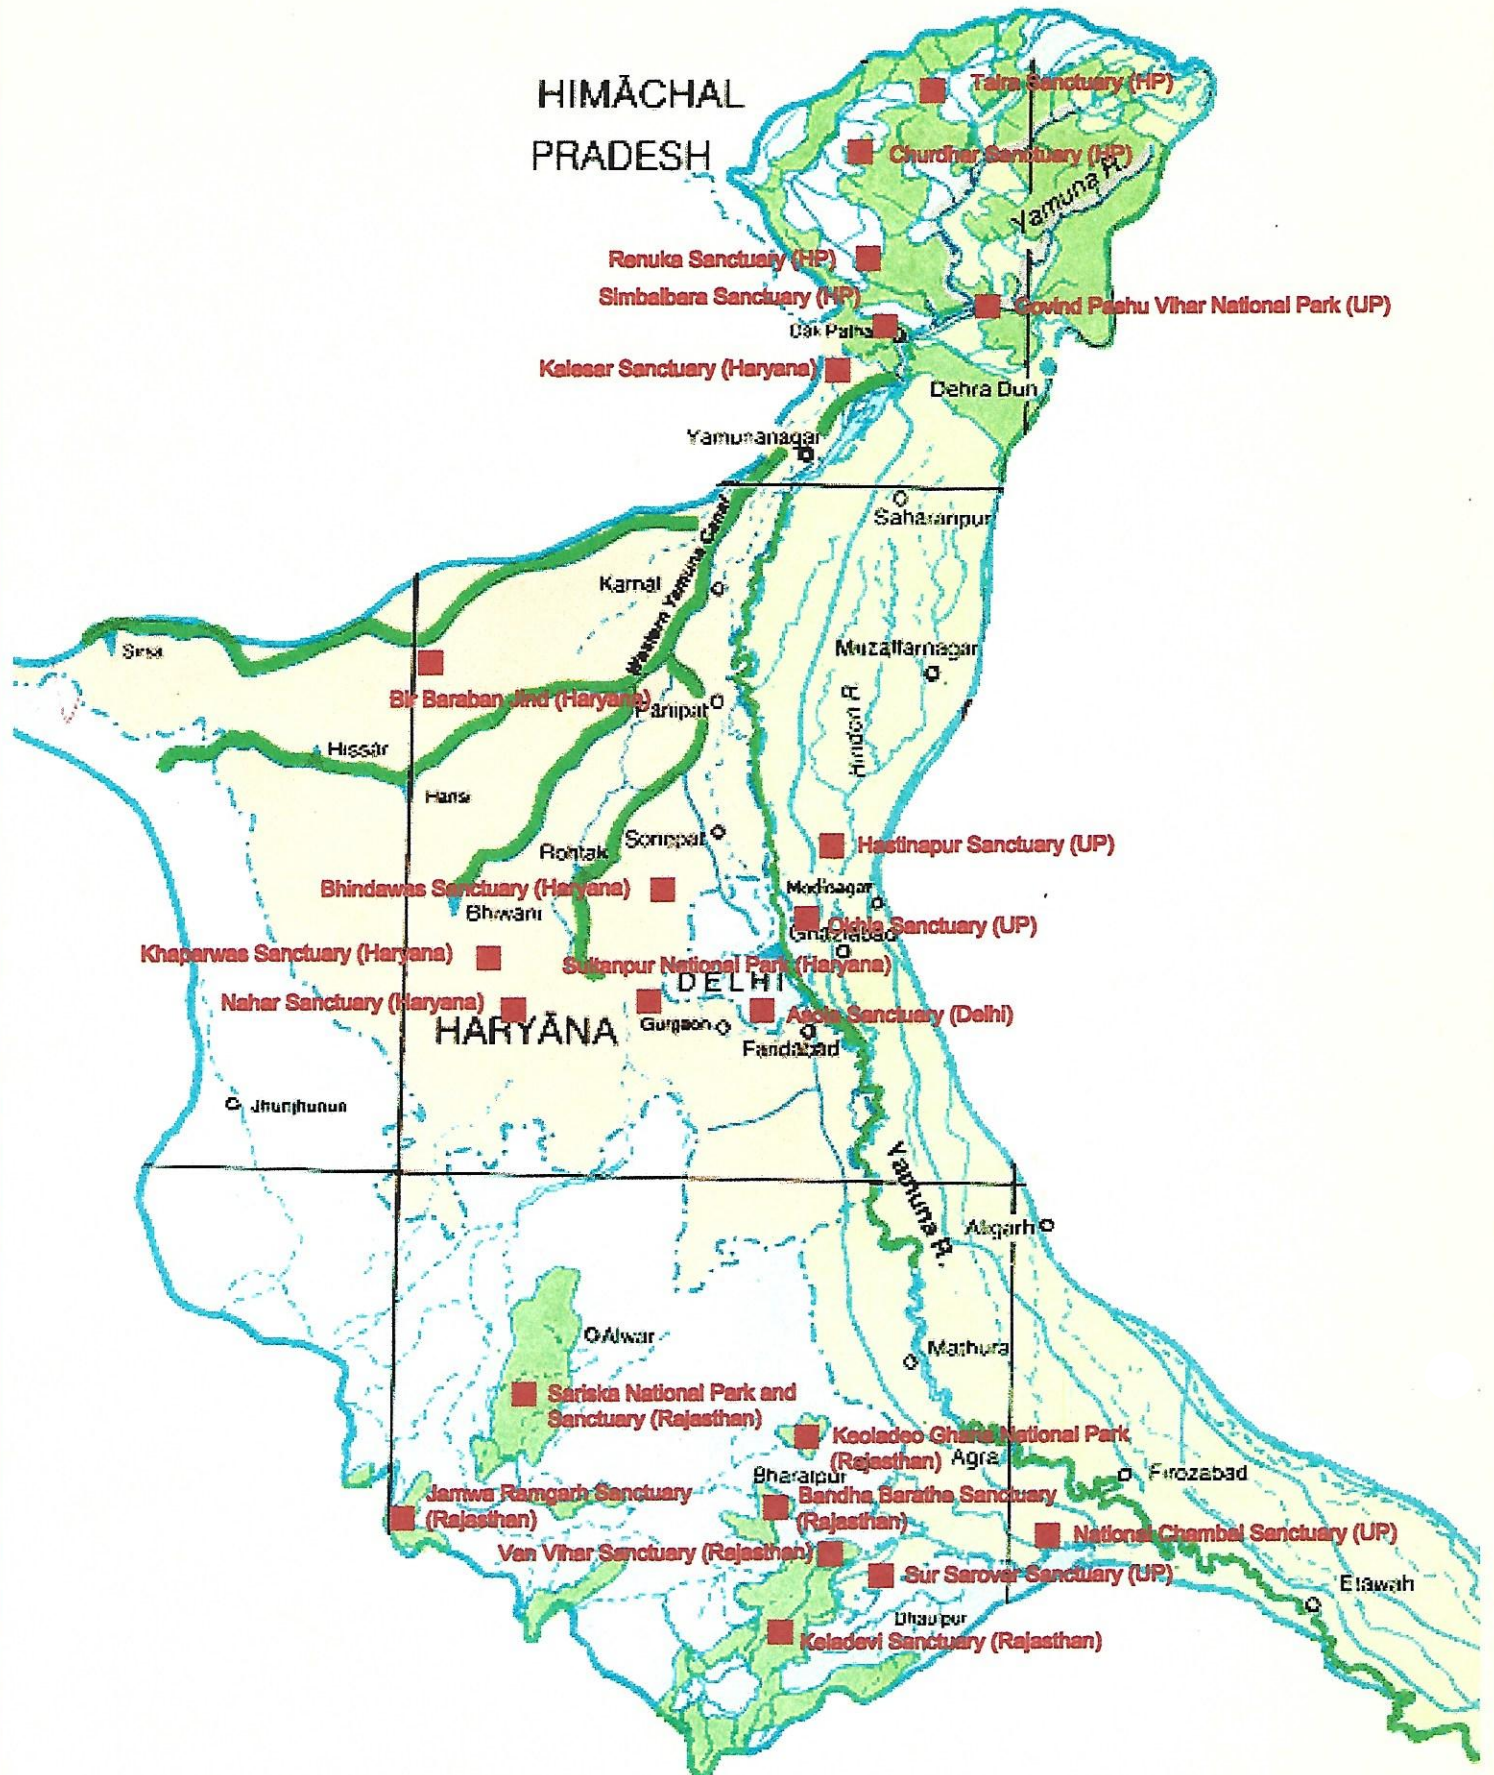 HIMĀCHAL
PRADESH
Talra Sanctuary (HP)
Churdhar Sanctuary (HP)
Yamuna R.
Renuka Sanctuary (HP)
Simbalbara Sanctuary (HP)
Govind Pashu Vihar National Park (UP)
Dak Patha
Kalesar Sanctuary (Haryana)
Dehra Dun
Yamunanagar
Saharanpur
Western Yamuna Canal
Karnal
Sirsa
Muzaffarnagar
Bir Baraban Jind (Haryana)
Panipat
Hindon R.
Hissar
Hansi
Sonepat
Rohtak
Hastinapur Sanctuary (UP)
Bhindawas Sanctuary (Haryana)
Modinagar
Bhiwani
Okhla Sanctuary (UP)
Ghaziabad
Khaparwas Sanctuary (Haryana)
Sultanpur National Park (Haryana)
DELHI
Nahar Sanctuary (Haryana)
HARYĀNA
Gurgaon
Asola Sanctuary (Delhi)
Faridabad
Jhunjhunun
Yamuna R.
Aligarh
Alwar
Mathura
Sariska National Park and
Sanctuary (Rajasthan)
Keoladeo Ghana National Park
(Rajasthan)
Agra
Bharatpur
Firozabad
Jamwa Ramgarh Sanctuary
(Rajasthan)
Bandha Baratha Sanctuary
(Rajasthan)
National Chambal Sanctuary (UP)
Van Vihar Sanctuary (Rajasthan)
Sur Sarovar Sanctuary (UP)
Etawah
Dhaulpur
Keladevi Sanctuary (Rajasthan)